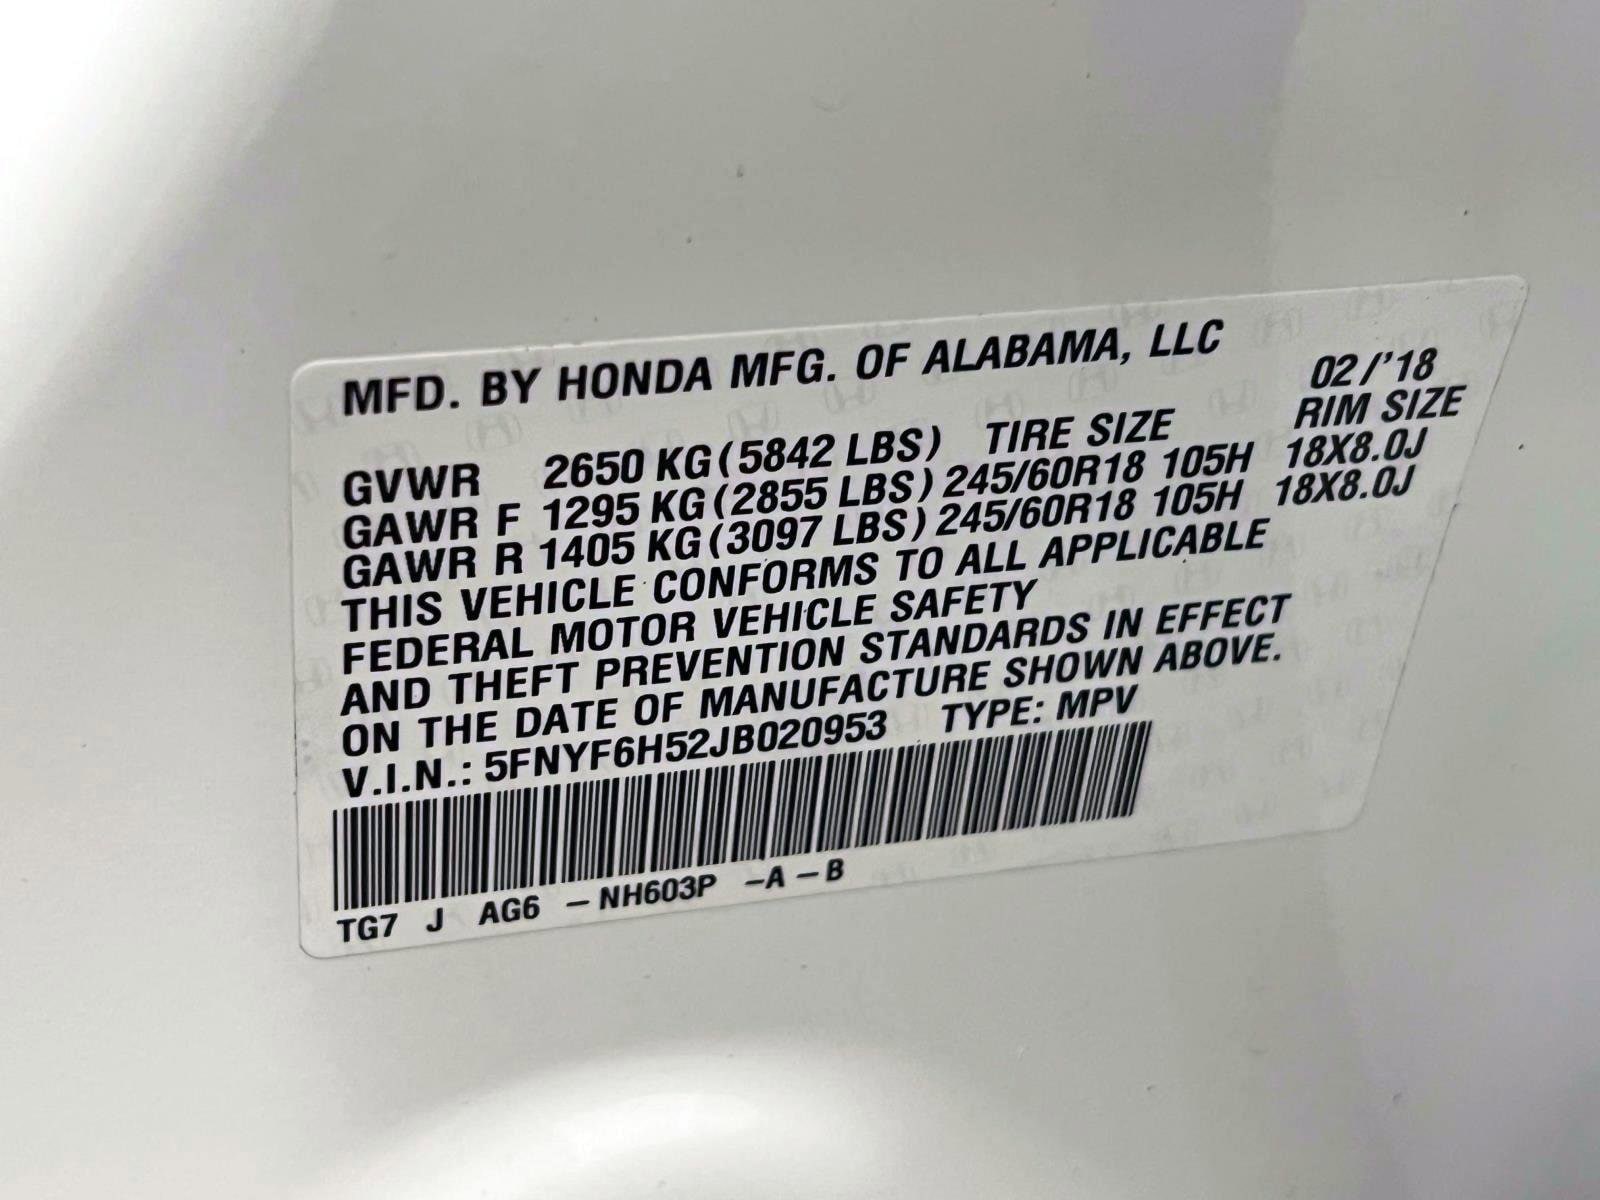 MFD. BY HONDA MFG. OF ALABAMA, LLC 02/'18
GVWR 2650 KG (5842 LBS) TIRE SIZE RIM SIZE
GAWR F 1295 KG (2855 LBS) 245/60R18 105H 18X8.0J
GAWR R 1405 KG (3097 LBS) 245/60R18 105H 18X8.0J
THIS VEHICLE CONFORMS TO ALL APPLICABLE
FEDERAL MOTOR VEHICLE SAFETY
AND THEFT PREVENTION STANDARDS IN EFFECT
ON THE DATE OF MANUFACTURE SHOWN ABOVE.
V.I.N.: 5FNYF6H52JB020953 TYPE: MPV
TG7 J AG6 – NH603P –A – B